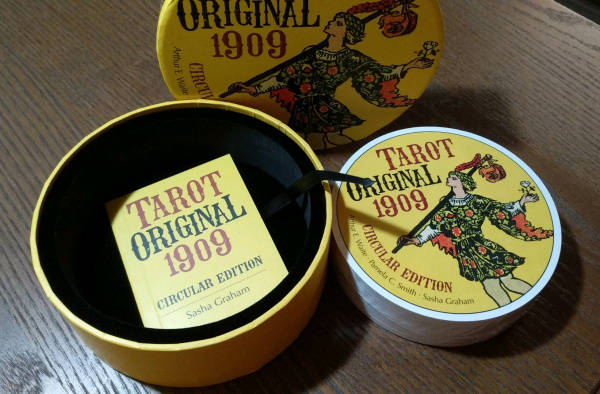 ORIGINAL
1909
CIRCU
Arthur E. Waite
TAROT
ORIGINAL
1909
CIRCULAR EDITION
Sasha Graham
TAROT
ORIGINAL
1909
CIRCULAR EDITION
Arthur E. Waite · Pamela C. Smith · Sasha Graham